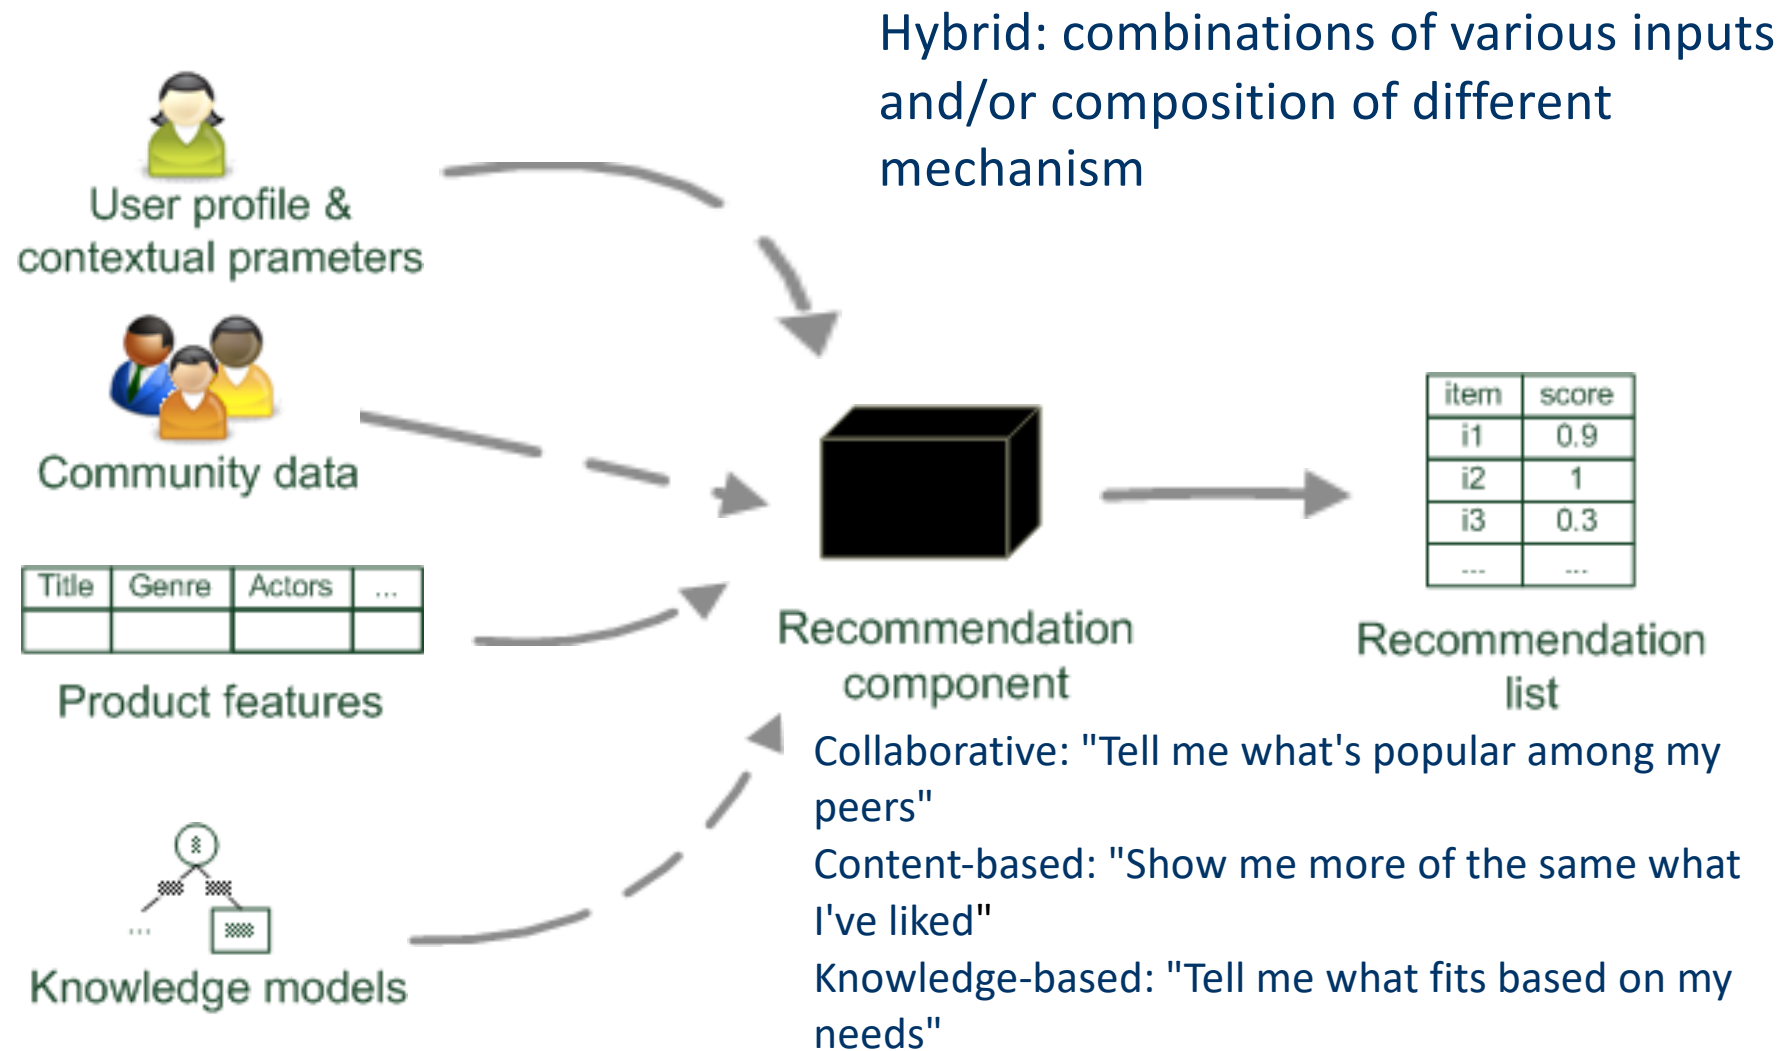 Hybrid: combinations of various inputs
and/or composition of different
mechanism
User profile &
contextual prameters
Community data
Title Genre Actors ...
Product features
... 
Knowledge models
Recommendation
component
item score
i1 0.9
i2 1
i3 0.3
... ...
Recommendation
list
Collaborative: "Tell me what's popular among my
peers"
Content-based: "Show me more of the same what
I've liked"
Knowledge-based: "Tell me what fits based on my
needs"